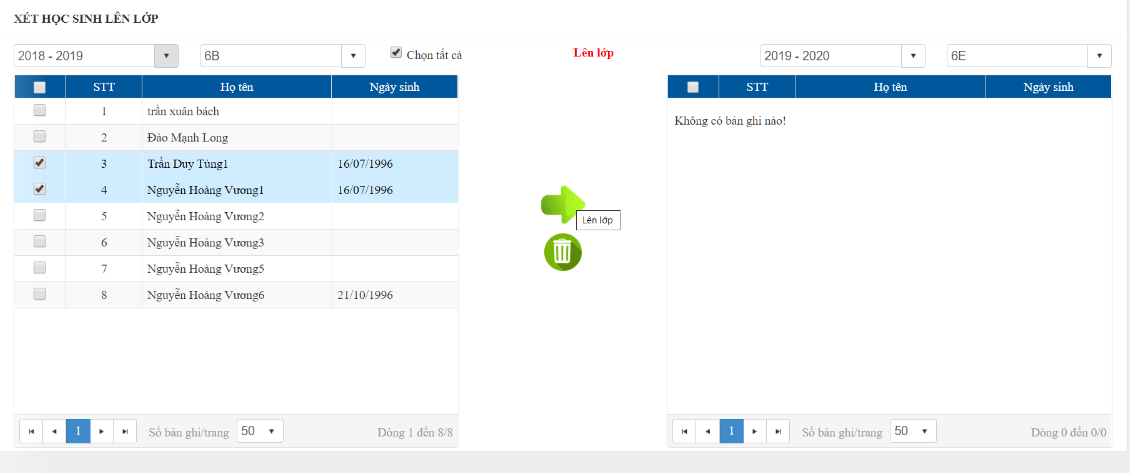 XÉT HỌC SINH LÊN LỚP
2018 - 2019 6B Chọn tất cả Lên lớp 2019 - 2020 6E
STT Họ tên Ngày sinh
1 trần xuân bách
2 Đào Mạnh Long
3 Trần Duy Tùng1 16/07/1996
4 Nguyễn Hoàng Vương1 16/07/1996
5 Nguyễn Hoàng Vương2
6 Nguyễn Hoàng Vương3
7 Nguyễn Hoàng Vương5
8 Nguyễn Hoàng Vương6 21/10/1996
1 Số bản ghi/trang 50 Dòng 1 đến 8/8
Lên lớp
STT Họ tên Ngày sinh
Không có bản ghi nào!
1 Số bản ghi/trang 50 Dòng 0 đến 0/0